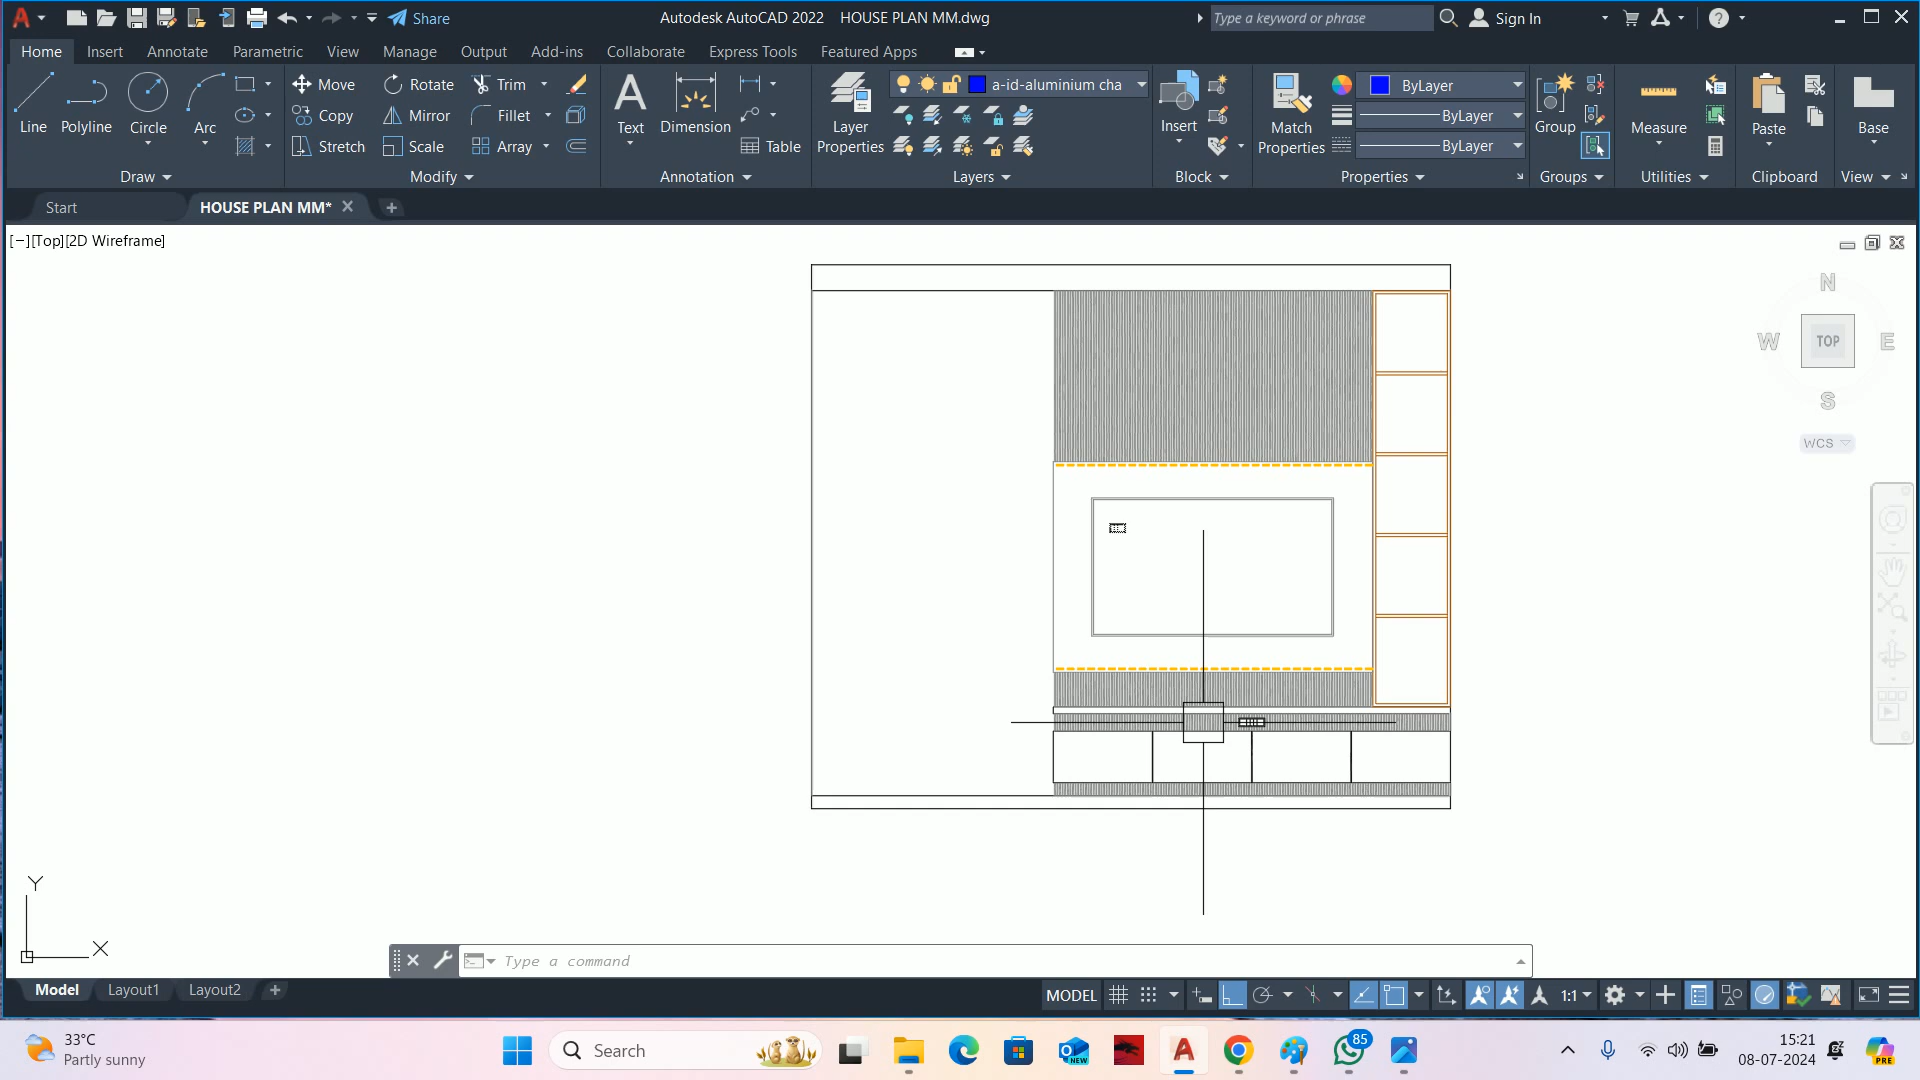 Share
Autodesk AutoCAD 2022 HOUSE PLAN MM.dwg
Type a keyword or phrase
Sign In
Home Insert Annotate Parametric View Manage Output Add-ins Collaborate Express Tools Featured Apps
Line
Polyline
Circle
Arc
Move
Rotate
Trim
Copy
Mirror
Fillet
Stretch
Scale
Array
Text
Dimension
Table
Layer
Properties
a-id-aluminium cha
Insert
Match
Properties
ByLayer
ByLayer
ByLayer
Group
Measure
Paste
Base
Draw
Modify
Annotation
Layers
Block
Properties
Groups
Utilities
Clipboard
View
Start
HOUSE PLAN MM*
[−][Top][2D Wireframe]
N
W
TOP
E
S
WCS
Y
X
Type a command
Model Layout1 Layout2
MODEL
1:1
33°C
Partly sunny
Search
NEW
85
15:21
08-07-2024
PRE